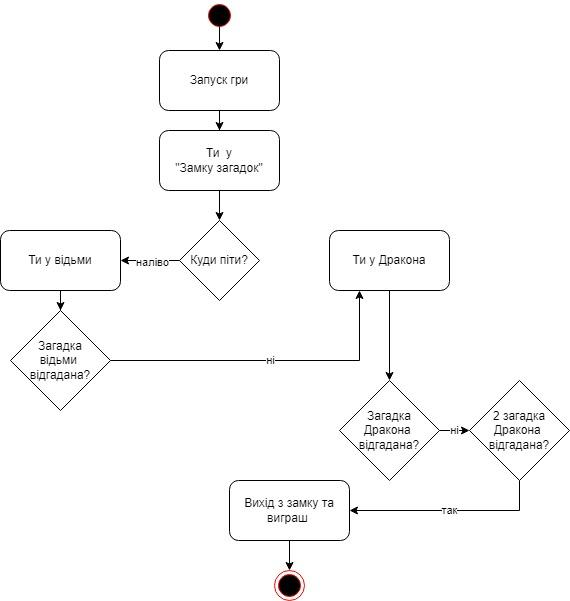 Запуск гри
Ти у
"Замку загадок"
Куди піти?
наліво
Ти у відьми
Ти у Дракона
Загадка
відьми
відгадана?
ні
Загадка
Дракона
відгадана?
ні
2 загадка
Дракона
відгадана?
так
Вихід з замку та
виграш